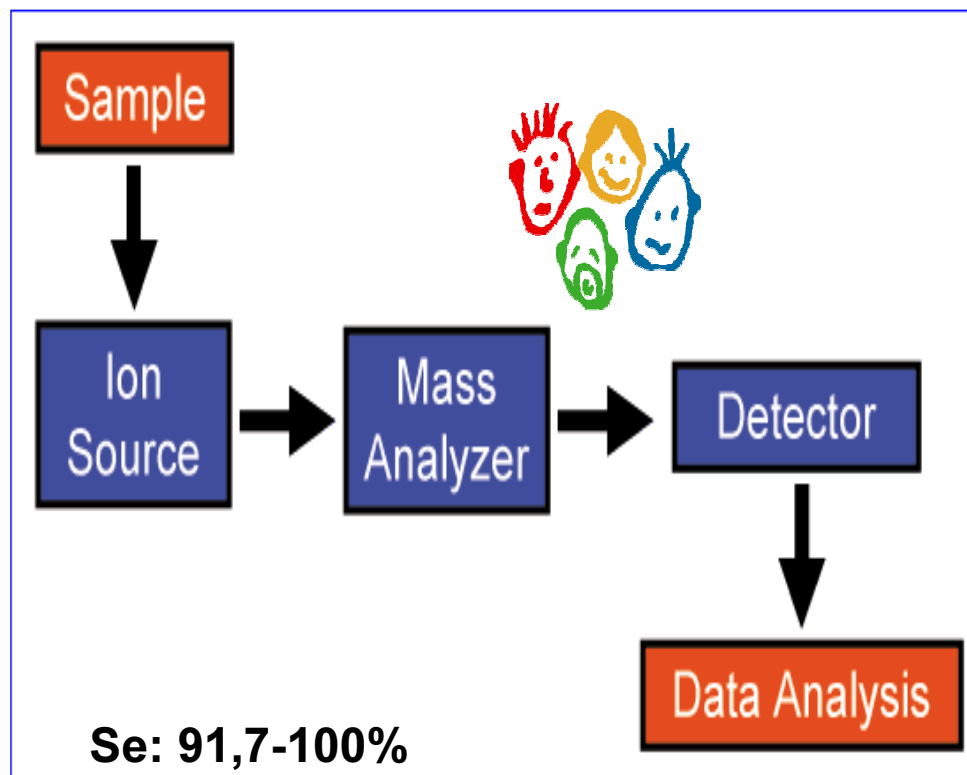 Sample
Ion
Source
Mass
Analyzer
Detector
Data Analysis
Se: 91,7-100%